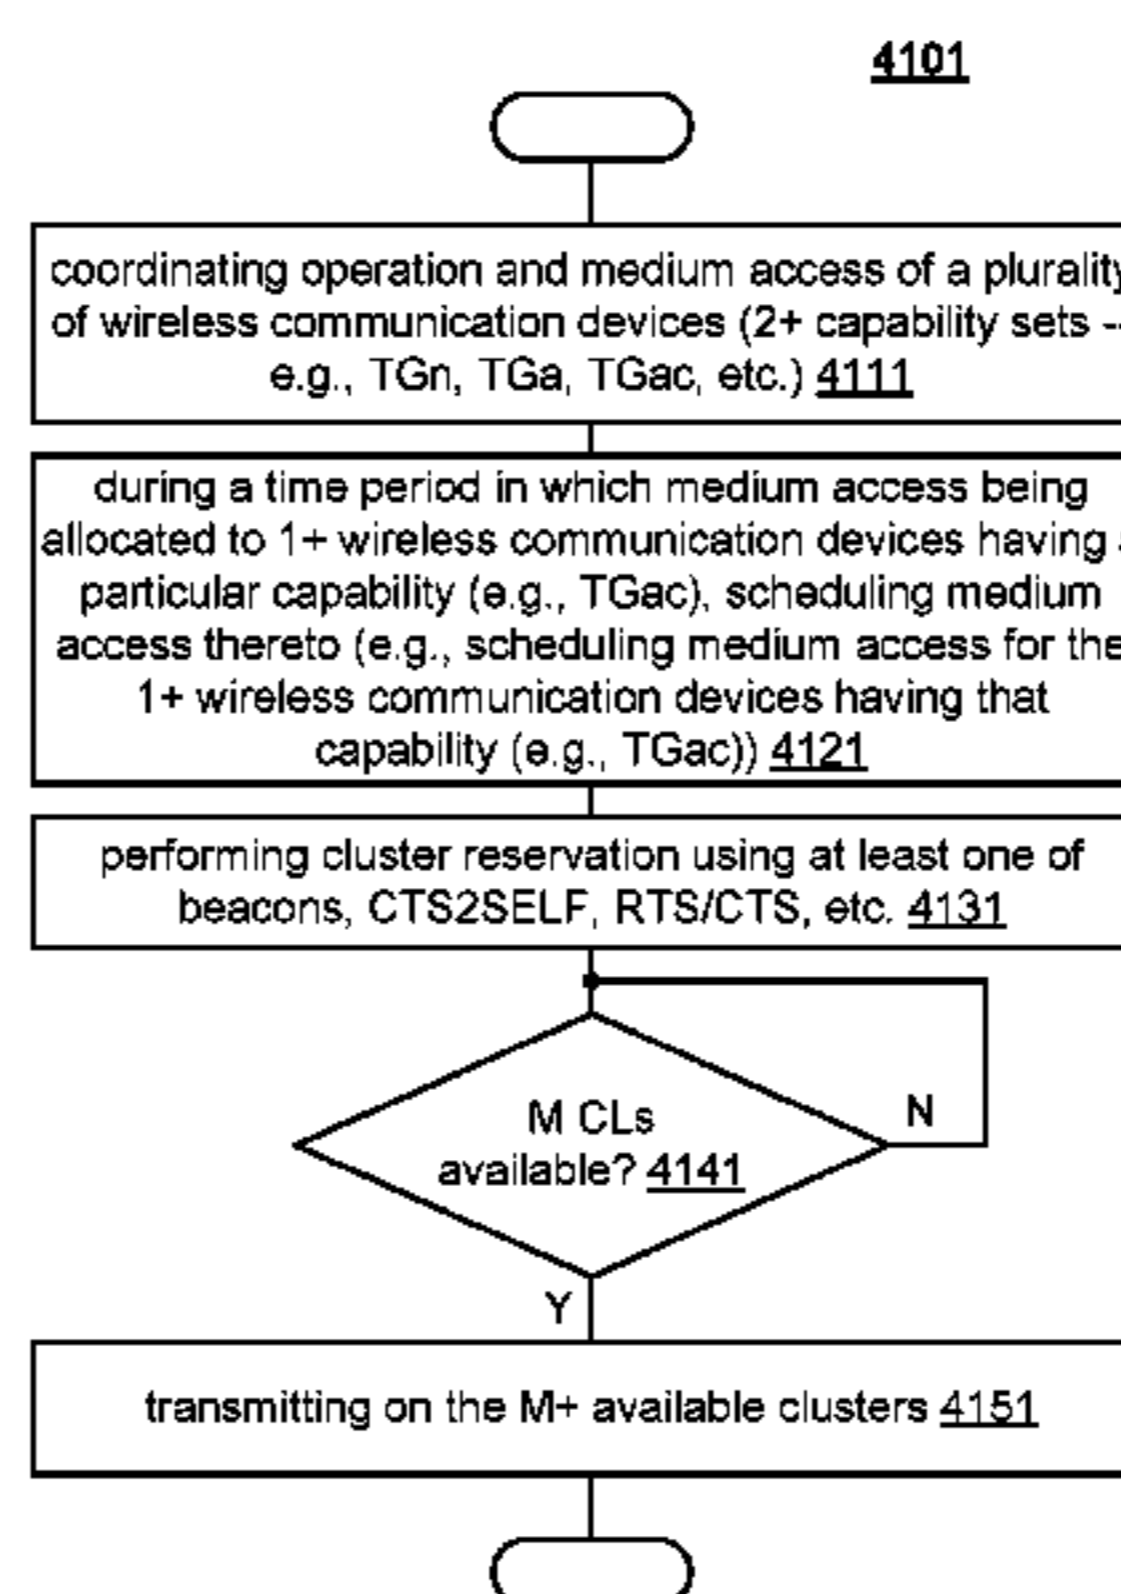 4101
coordinating operation and medium access of a plurality
of wireless communication devices (2+ capability sets --
e.g., TGn, TGa, TGac, etc.) 4111
during a time period in which medium access being
allocated to 1+ wireless communication devices having
particular capability (e.g., TGac), scheduling medium
access thereto (e.g., scheduling medium access for the
1+ wireless communication devices having that
capability (e.g., TGac)) 4121
performing cluster reservation using at least one of
beacons, CTS2SELF, RTS/CTS, etc. 4131
M CLs
available? 4141
N
Y
transmitting on the M+ available clusters 4151